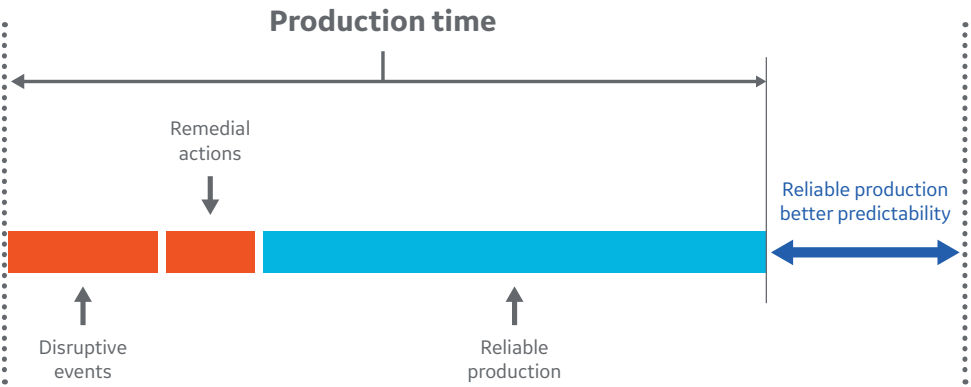 Production time
Remedial
actions
Reliable production
better predictability
Disruptive
events
Reliable
production